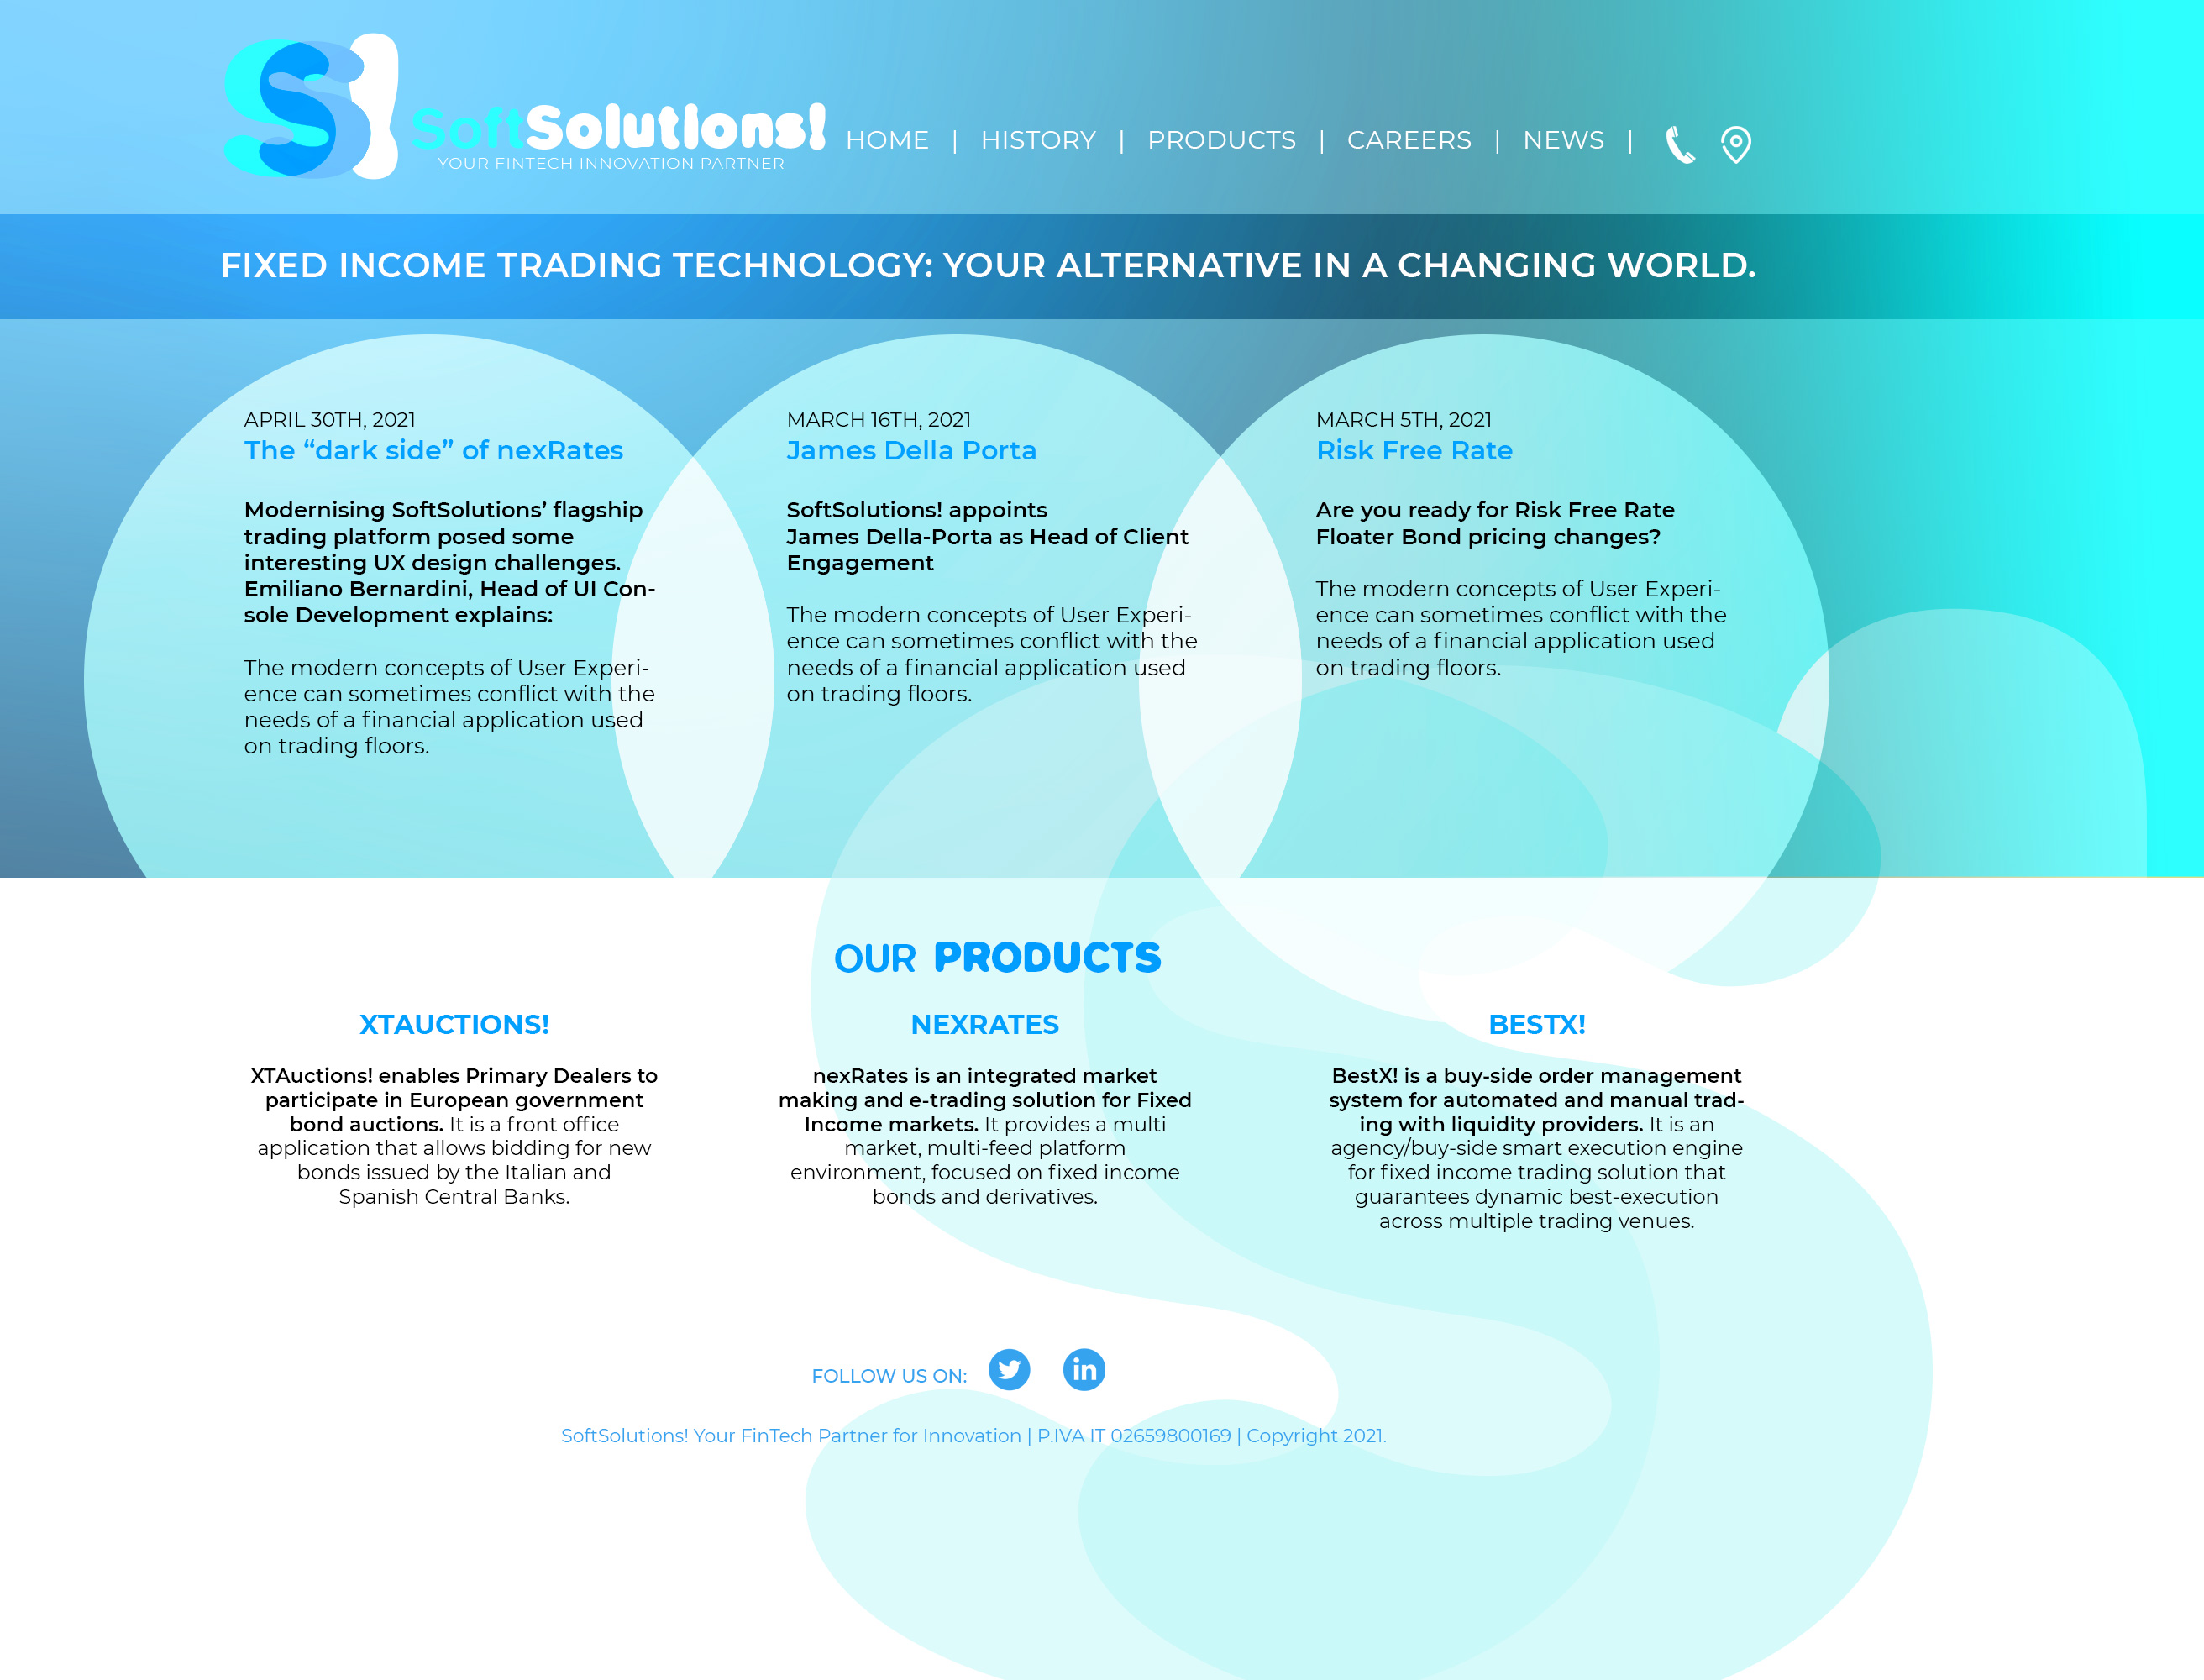 S!
SoftSolutions!
YOUR FINTECH INNOVATION PARTNER
HOME | HISTORY | PRODUCTS | CAREERS | NEWS |
FIXED INCOME TRADING TECHNOLOGY: YOUR ALTERNATIVE IN A CHANGING WORLD.
APRIL 30TH, 2021
The “dark side” of nexRates
Modernising SoftSolutions’ flagship
trading platform posed some
interesting UX design challenges.
Emiliano Bernardini, Head of UI Con-
sole Development explains:
The modern concepts of User Experi-
ence can sometimes conflict with the
needs of a financial application used
on trading floors.
MARCH 16TH, 2021
James Della Porta
SoftSolutions! appoints
James Della-Porta as Head of Client
Engagement
The modern concepts of User Experi-
ence can sometimes conflict with the
needs of a financial application used
on trading floors.
MARCH 5TH, 2021
Risk Free Rate
Are you ready for Risk Free Rate
Floater Bond pricing changes?
The modern concepts of User Experi-
ence can sometimes conflict with the
needs of a financial application used
on trading floors.
OUR PRODUCTS
XTAUCTIONS!
XTAuctions! enables Primary Dealers to
participate in European government
bond auctions. It is a front office
application that allows bidding for new
bonds issued by the Italian and
Spanish Central Banks.
NEXRATES
nexRates is an integrated market
making and e-trading solution for Fixed
Income markets. It provides a multi
market, multi-feed platform
environment, focused on fixed income
bonds and derivatives.
BESTX!
BestX! is a buy-side order management
system for automated and manual trad-
ing with liquidity providers. It is an
agency/buy-side smart execution engine
for fixed income trading solution that
guarantees dynamic best-execution
across multiple trading venues.
FOLLOW US ON:
in
SoftSolutions! Your FinTech Partner for Innovation | P.IVA IT 02659800169 | Copyright 2021.